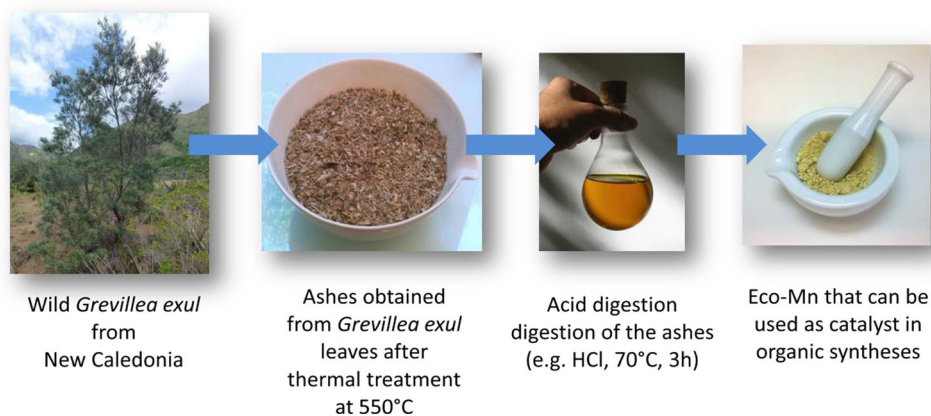 Wild Grevillea exul
from
New Caledonia
Ashes obtained
from Grevillea exul
leaves after
thermal treatment
at 550°C
Acid digestion
digestion of the ashes
(e.g. HCl, 70°C, 3h)
Eco-Mn that can be
used as catalyst in
organic syntheses